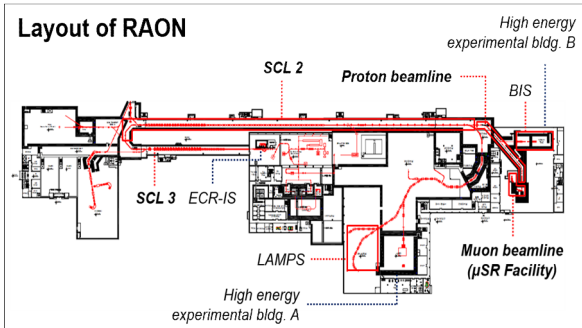 Layout of RAON
High energy
experimental bldg. B
SCL 2
Proton beamline
BIS
SCL 3
ECR-IS
LAMPS
Muon beamline
(μSR Facility)
High energy
experimental bldg. A